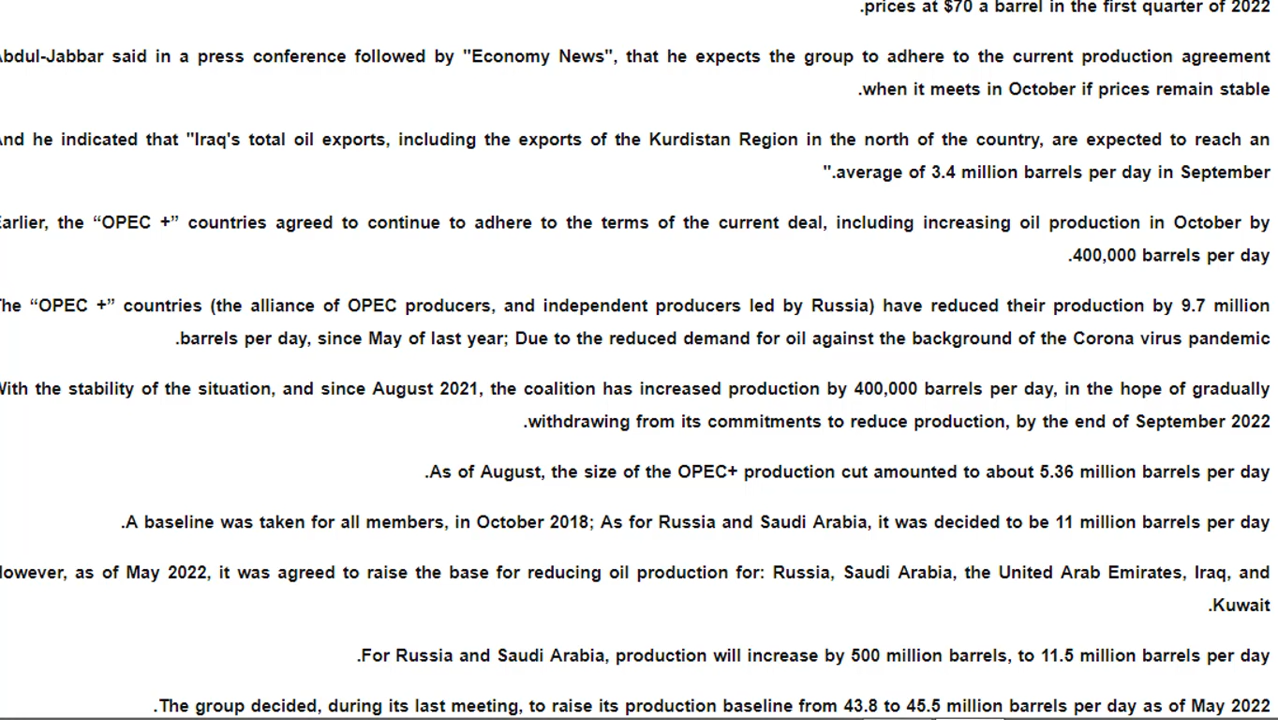 .prices at $70 a barrel in the first quarter of 2022
Abdul-Jabbar said in a press conference followed by "Economy News", that he expects the group to adhere to the current production agreement
.when it meets in October if prices remain stable
And he indicated that "Iraq's total oil exports, including the exports of the Kurdistan Region in the north of the country, are expected to reach an
".average of 3.4 million barrels per day in September
Earlier, the “OPEC +” countries agreed to continue to adhere to the terms of the current deal, including increasing oil production in October by
.400,000 barrels per day
The “OPEC +” countries (the alliance of OPEC producers, and independent producers led by Russia) have reduced their production by 9.7 million
.barrels per day, since May of last year; Due to the reduced demand for oil against the background of the Corona virus pandemic
With the stability of the situation, and since August 2021, the coalition has increased production by 400,000 barrels per day, in the hope of gradually
.withdrawing from its commitments to reduce production, by the end of September 2022
.As of August, the size of the OPEC+ production cut amounted to about 5.36 million barrels per day
.A baseline was taken for all members, in October 2018; As for Russia and Saudi Arabia, it was decided to be 11 million barrels per day
However, as of May 2022, it was agreed to raise the base for reducing oil production for: Russia, Saudi Arabia, the United Arab Emirates, Iraq, and
.Kuwait
.For Russia and Saudi Arabia, production will increase by 500 million barrels, to 11.5 million barrels per day
.The group decided, during its last meeting, to raise its production baseline from 43.8 to 45.5 million barrels per day as of May 2022